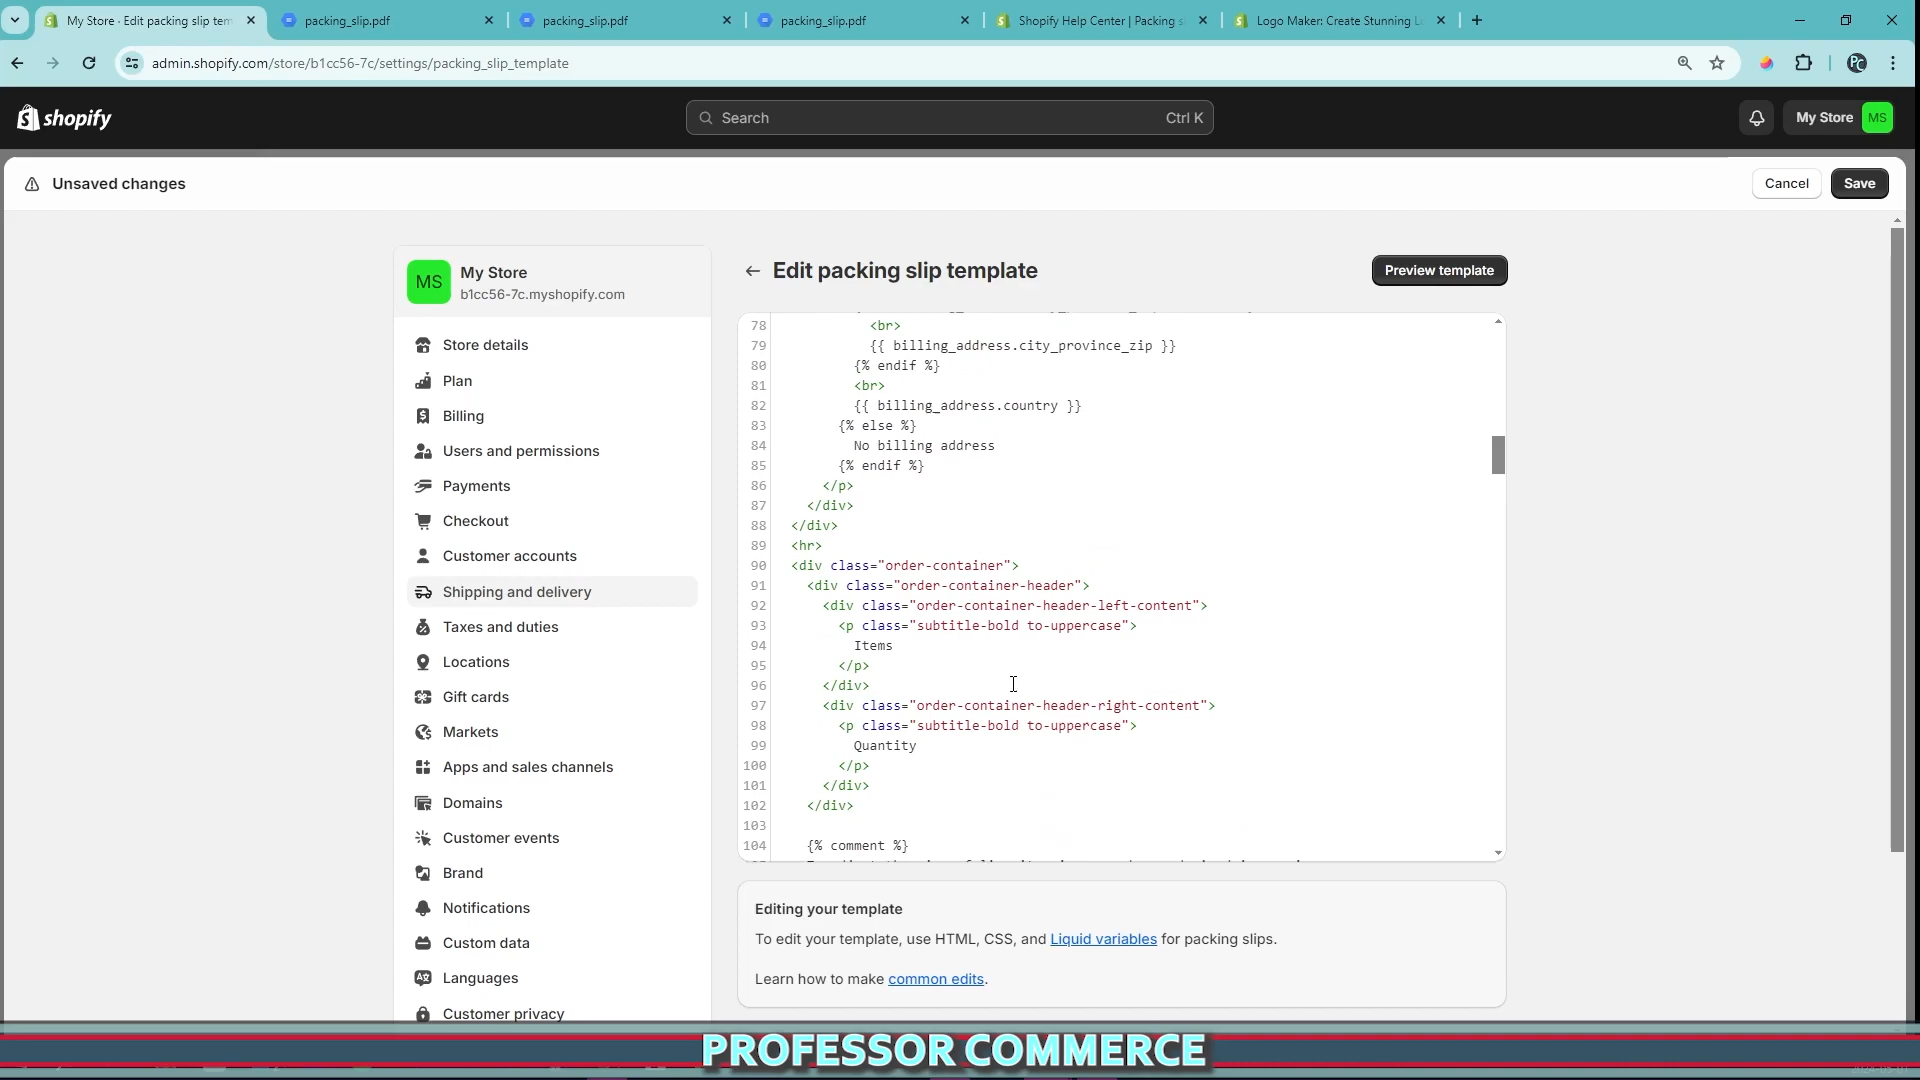 My Store - Edit packing slip tem
packing_slip.pdf
packing_slip.pdf
packing_slip.pdf
Shopify Help Center | Packing s
Logo Maker: Create Stunning L
admin.shopify.com/store/b1cc56-7c/settings/packing_slip_template
shopify
Search
Ctrl K
My Store
MS
Unsaved changes
Cancel
Save
MS
My Store
b1cc56-7c.myshopify.com
Store details
Plan
Billing
Users and permissions
Payments
Checkout
Customer accounts
Shipping and delivery
Taxes and duties
Locations
Gift cards
Markets
Apps and sales channels
Domains
Customer events
Brand
Notifications
Custom data
Languages
Customer privacy
Edit packing slip template
Preview template
78 <br>
79 {{ billing_address.city_province_zip }}
80 {% endif %}
81 <br>
82 {{ billing_address.country }}
83 {% else %}
84 No billing address
85 {% endif %}
86 </p>
87 </div>
88 </div>
89 <hr>
90 <div class="order-container">
91 <div class="order-container-header">
92 <div class="order-container-header-left-content">
93 <p class="subtitle-bold to-uppercase">
94 Items
95 </p>
96 </div>
97 <div class="order-container-header-right-content">
98 <p class="subtitle-bold to-uppercase">
99 Quantity
100 </p>
101 </div>
102 </div>
103
104 {% comment %}
Editing your template
To edit your template, use HTML, CSS, and Liquid variables for packing slips.
Learn how to make common edits.
PROFESSOR COMMERCE